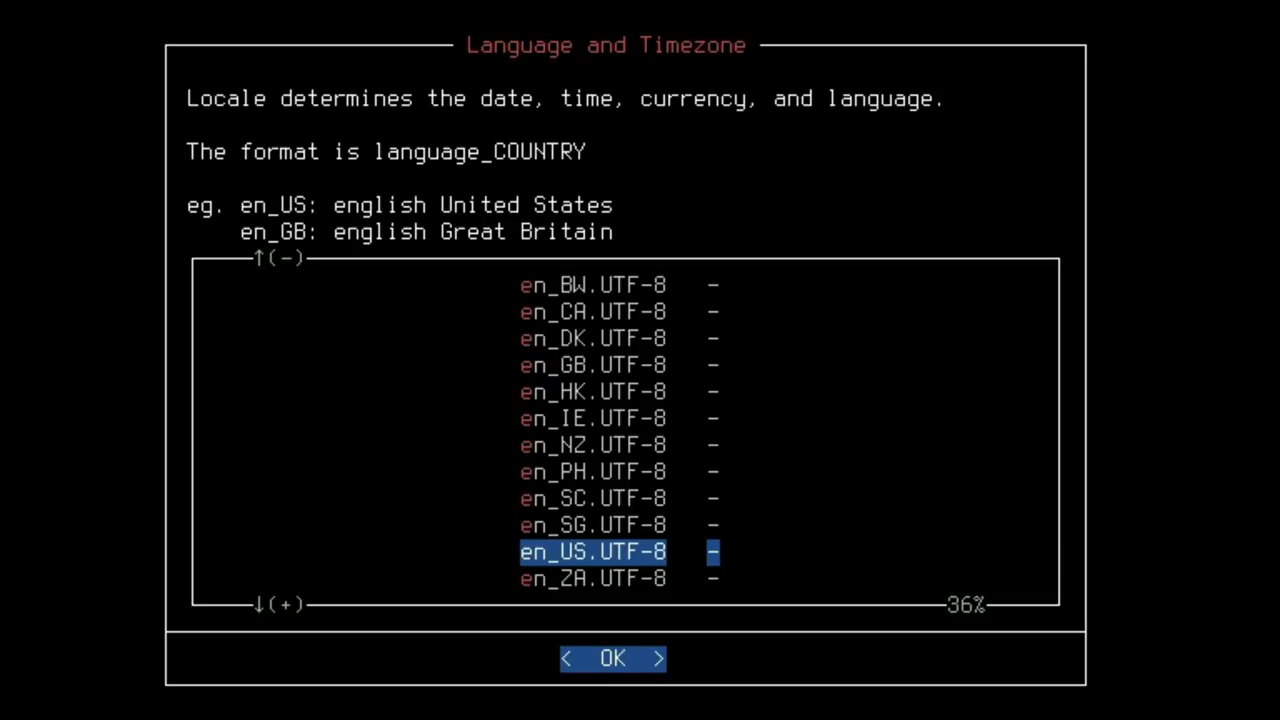 Language and Timezone
Locale determines the date, time, currency, and language.
The format is language_COUNTRY
eg. en_US: english United States
en_GB: english Great Britain
↑(-)
en_BW.UTF-8 -
en_CA.UTF-8 -
en_DK.UTF-8 -
en_GB.UTF-8 -
en_HK.UTF-8 -
en_IE.UTF-8 -
en_NZ.UTF-8 -
en_PH.UTF-8 -
en_SC.UTF-8 -
en_SG.UTF-8 -
en_US.UTF-8 -
en_ZA.UTF-8 -
↓(+) 36%
< OK >